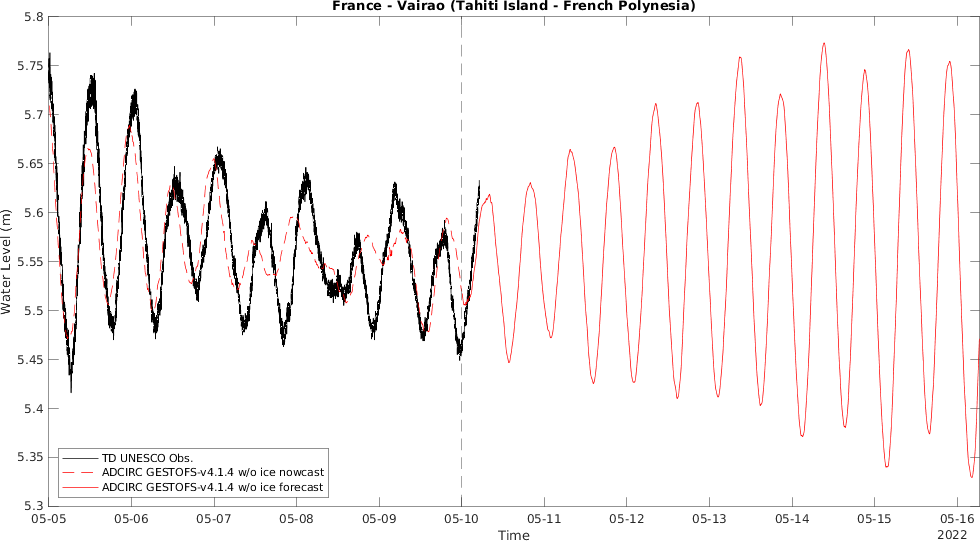 France - Vairao (Tahiti Island - French Polynesia)
5.8
5.75
5.7
5.65
5.6
5.55
5.5
5.45
5.4
5.35
5.3
Water Level (m)
TD UNESCO Obs.
ADCIRC GESTOFS-v4.1.4 w/o ice nowcast
ADCIRC GESTOFS-v4.1.4 w/o ice forecast
05-05 05-06 05-07 05-08 05-09 05-10 05-11 05-12 05-13 05-14 05-15 05-16
Time
2022